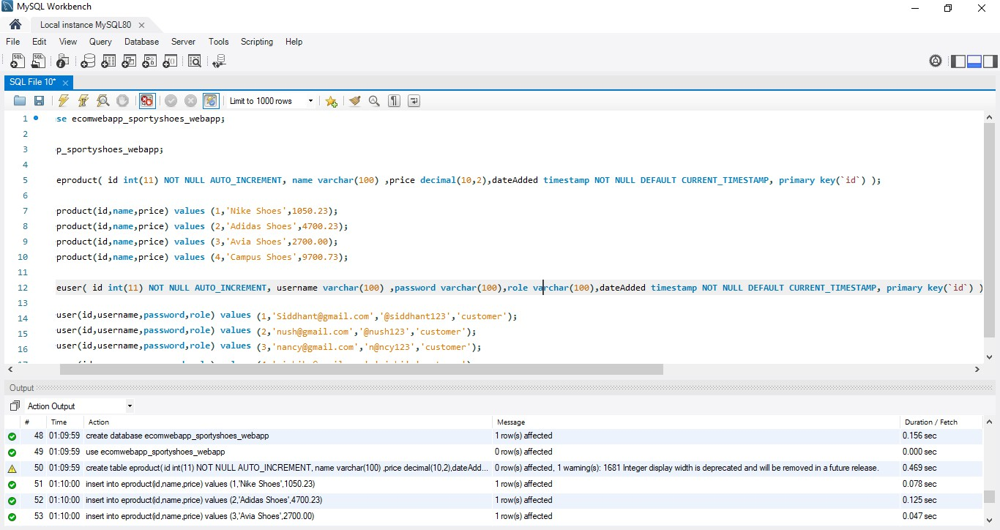 MySQL Workbench
Local instance MySQL80
File Edit View Query Database Server Tools Scripting Help
SQL File 10*
Limit to 1000 rows
1 se ecomwebapp_sportyshoes_webapp;
2
3 p_sportyshoes_webapp;
4
5 eproduct( id int(11) NOT NULL AUTO_INCREMENT, name varchar(100) ,price decimal(10,2),dateAdded timestamp NOT NULL DEFAULT CURRENT_TIMESTAMP, primary key(`id`) );
6
7 product(id,name,price) values (1,'Nike Shoes',1050.23);
8 product(id,name,price) values (2,'Adidas Shoes',4700.23);
9 product(id,name,price) values (3,'Avia Shoes',2700.00);
10 product(id,name,price) values (4,'Campus Shoes',9700.73);
11
12 euser( id int(11) NOT NULL AUTO_INCREMENT, username varchar(100) ,password varchar(100),role varchar(100),dateAdded timestamp NOT NULL DEFAULT CURRENT_TIMESTAMP, primary key(`id`) )
13
14 user(id,username,password,role) values (1,'Siddhant@gmail.com','@siddhant123','customer');
15 user(id,username,password,role) values (2,'nush@gmail.com','@nush123','customer');
16 user(id,username,password,role) values (3,'nancy@gmail.com','n@ncy123','customer');
Output
Action Output
# Time Action Message Duration / Fetch
48 01:09:59 create database ecomwebapp_sportyshoes_webapp 1 row(s) affected 0.156 sec
49 01:09:59 use ecomwebapp_sportyshoes_webapp 0 row(s) affected 0.000 sec
50 01:09:59 create table eproduct( id int(11) NOT NULL AUTO_INCREMENT, name varchar(100) ,price decimal(10,2),dateAdd... 0 row(s) affected, 1 warning(s): 1681 Integer display width is deprecated and will be removed in a future release. 0.469 sec
51 01:10:00 insert into eproduct(id,name,price) values (1,'Nike Shoes',1050.23) 1 row(s) affected 0.078 sec
52 01:10:00 insert into eproduct(id,name,price) values (2,'Adidas Shoes',4700.23) 1 row(s) affected 0.125 sec
53 01:10:00 insert into eproduct(id,name,price) values (3,'Avia Shoes',2700.00) 1 row(s) affected 0.047 sec